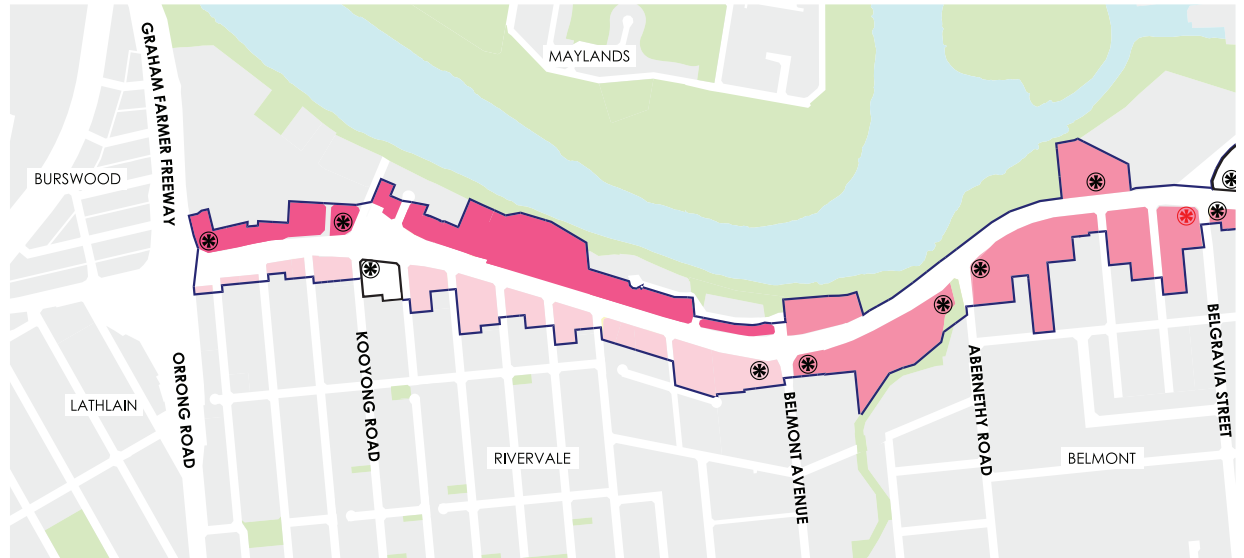 GRAHAM FARMER FREEWAY
MAYLANDS
BURSWOOD
KOOYONG ROAD
ORRONG ROAD
LATHLAIN
RIVERVALE
BELMONT AVENUE
ABERNETHY ROAD
BELGRAVIA STREET
BELMONT